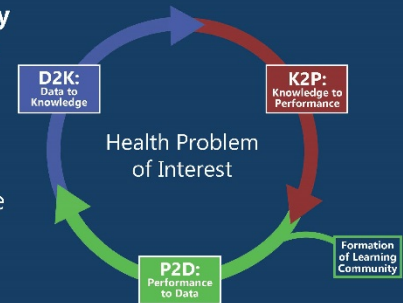 y
D2K:
Data to
Knowledge
K2P:
Knowledge to
Performance
Health Problem
of Interest
e
P2D:
Performance
to Data
Formation
of Learning
Community